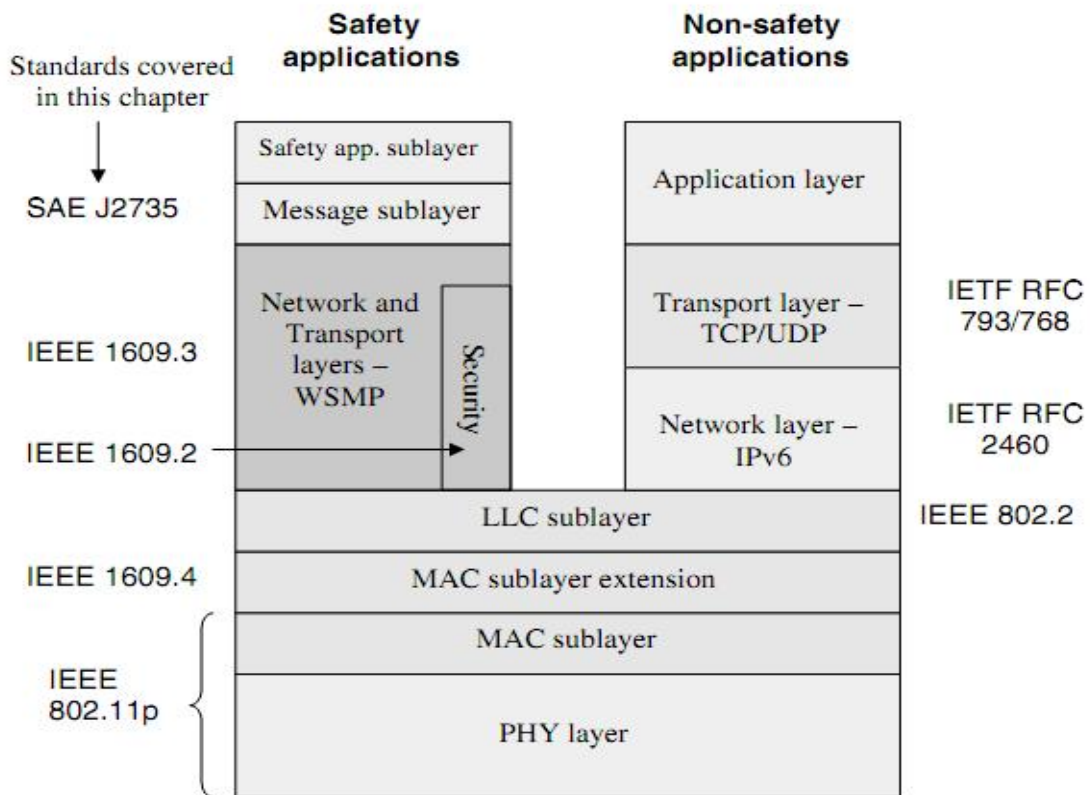 Safety
applications
Non-safety
applications
Standards covered
in this chapter
Safety app. sublayer
Application layer
SAE J2735
Message sublayer
Network and
Transport
layers –
WSMP
Security
Transport layer –
TCP/UDP
IETF RFC
793/768
IEEE 1609.3
Network layer –
IPv6
IETF RFC
2460
IEEE 1609.2
LLC sublayer
IEEE 802.2
IEEE 1609.4
MAC sublayer extension
MAC sublayer
IEEE
802.11p
PHY layer